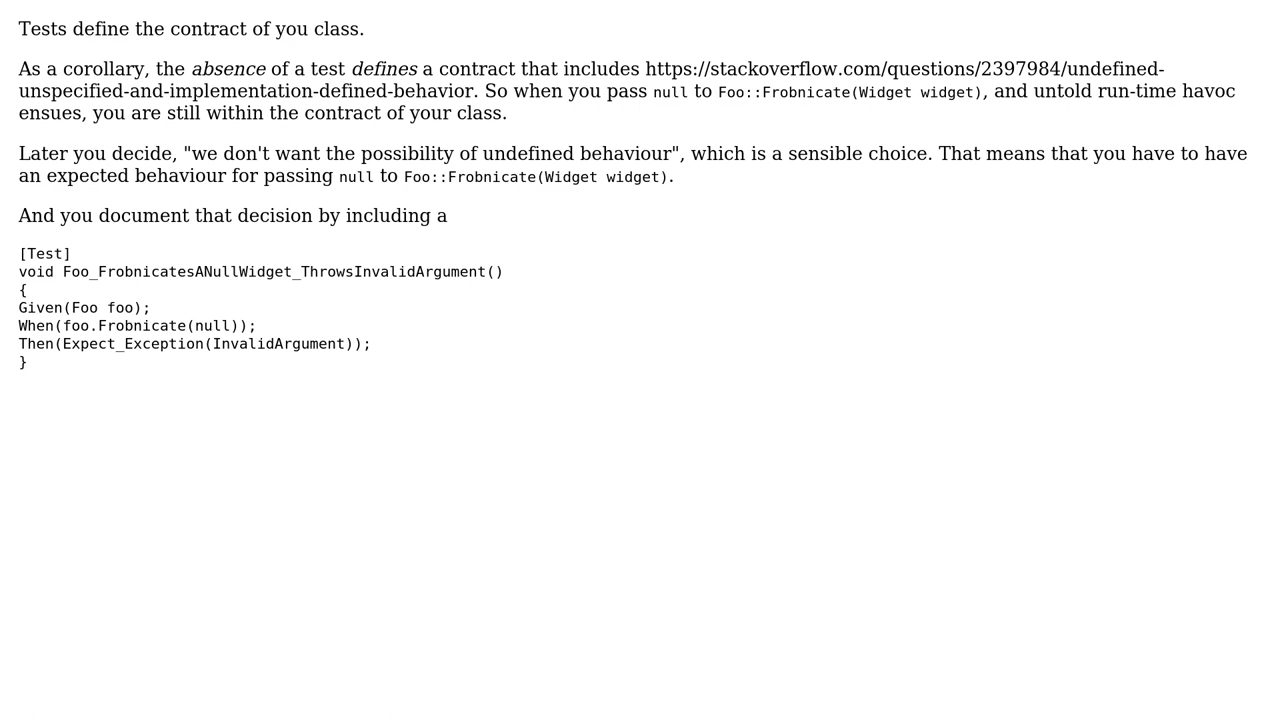 Tests define the contract of you class.
As a corollary, the absence of a test defines a contract that includes https://stackoverflow.com/questions/2397984/undefined-
unspecified-and-implementation-defined-behavior. So when you pass null to Foo::Frobnicate(Widget widget), and untold run-time havoc
ensues, you are still within the contract of your class.
Later you decide, "we don't want the possibility of undefined behaviour", which is a sensible choice. That means that you have to have
an expected behaviour for passing null to Foo::Frobnicate(Widget widget).
And you document that decision by including a
[Test]
void Foo_FrobnicatesANullWidget_ThrowsInvalidArgument()
{
Given(Foo foo);
When(foo.Frobnicate(null));
Then(Expect_Exception(InvalidArgument));
}